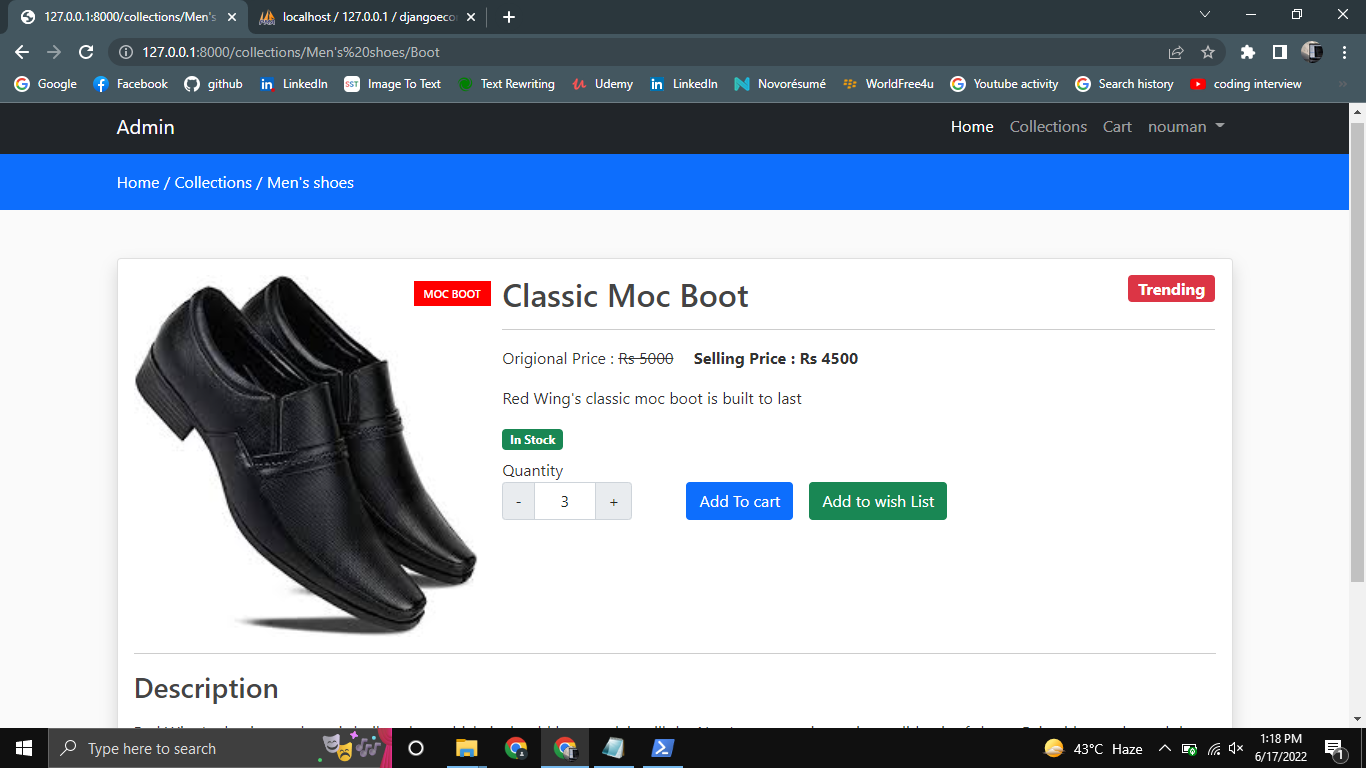 127.0.0.1:8000/collections/Men's
localhost / 127.0.0.1 / djangoecor
127.0.0.1:8000/collections/Men's%20shoes/Boot
Google Facebook github LinkedIn SST Image To Text Text Rewriting Udemy LinkedIn Novorésumé WorldFree4u Youtube activity Search history coding interview »
Admin Home Collections Cart nouman
Home / Collections / Men's shoes
MOC BOOT
Classic Moc Boot
Trending
Origional Price : Rs 5000 Selling Price : Rs 4500
Red Wing's classic moc boot is built to last
In Stock
Quantity
- 3 +
Add To cart
Add to wish List
Description
Type here to search
43°C Haze
1:18 PM
6/17/2022
1